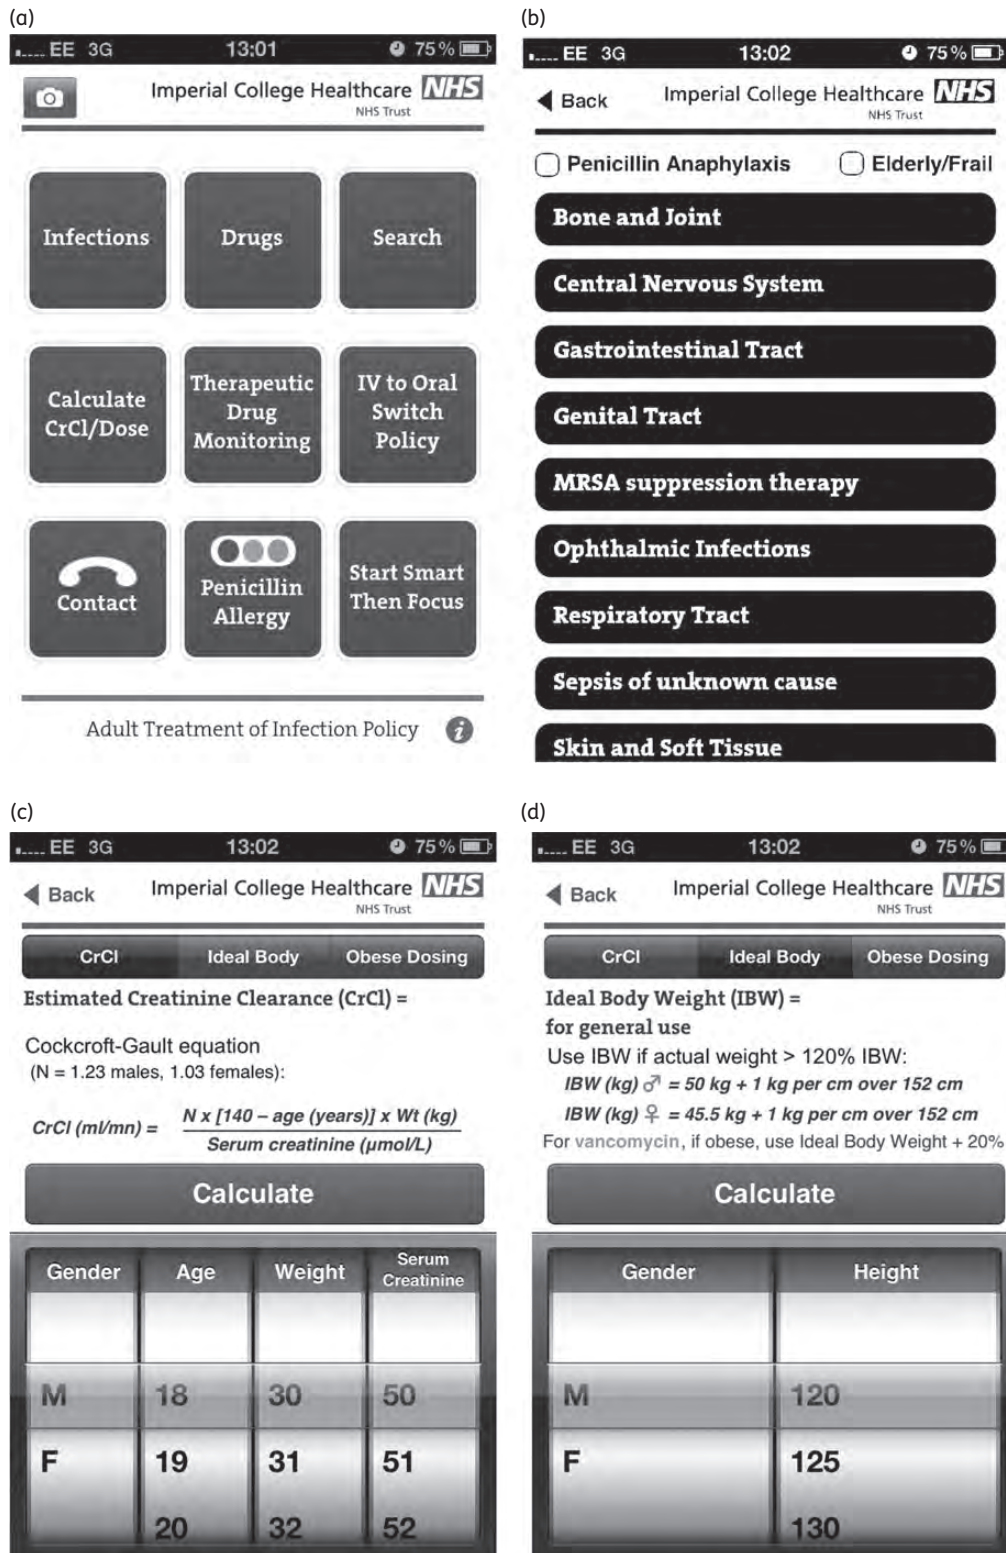 (a)
EE 3G 13:01 75%
Imperial College Healthcare NHS
NHS Trust
Infections
Drugs
Search
Calculate
CrCl/Dose
Therapeutic
Drug
Monitoring
IV to Oral
Switch
Policy
Contact
Penicillin
Allergy
Start Smart
Then Focus
Adult Treatment of Infection Policy i
(b)
EE 3G 13:02 75%
Back Imperial College Healthcare NHS
NHS Trust
Penicillin Anaphylaxis Elderly/Frail
Bone and Joint
Central Nervous System
Gastrointestinal Tract
Genital Tract
MRSA suppression therapy
Ophthalmic Infections
Respiratory Tract
Sepsis of unknown cause
Skin and Soft Tissue
(c)
EE 3G 13:02 75%
Back Imperial College Healthcare NHS
NHS Trust
CrCl Ideal Body Obese Dosing
Estimated Creatinine Clearance (CrCl) =
Cockcroft-Gault equation
(N = 1.23 males, 1.03 females):
CrCl (ml/mn) = N x [140 – age (years)] x Wt (kg)
Serum creatinine (µmol/L)
Calculate
Gender Age Weight Serum
Creatinine
M 18 30 50
F 19 31 51
20 32 52
(d)
EE 3G 13:02 75%
Back Imperial College Healthcare NHS
NHS Trust
CrCl Ideal Body Obese Dosing
Ideal Body Weight (IBW) =
for general use
Use IBW if actual weight > 120% IBW:
IBW (kg) ♂ = 50 kg + 1 kg per cm over 152 cm
IBW (kg) ♀ = 45.5 kg + 1 kg per cm over 152 cm
For vancomycin, if obese, use Ideal Body Weight + 20%
Calculate
Gender Height
M 120
F 125
130